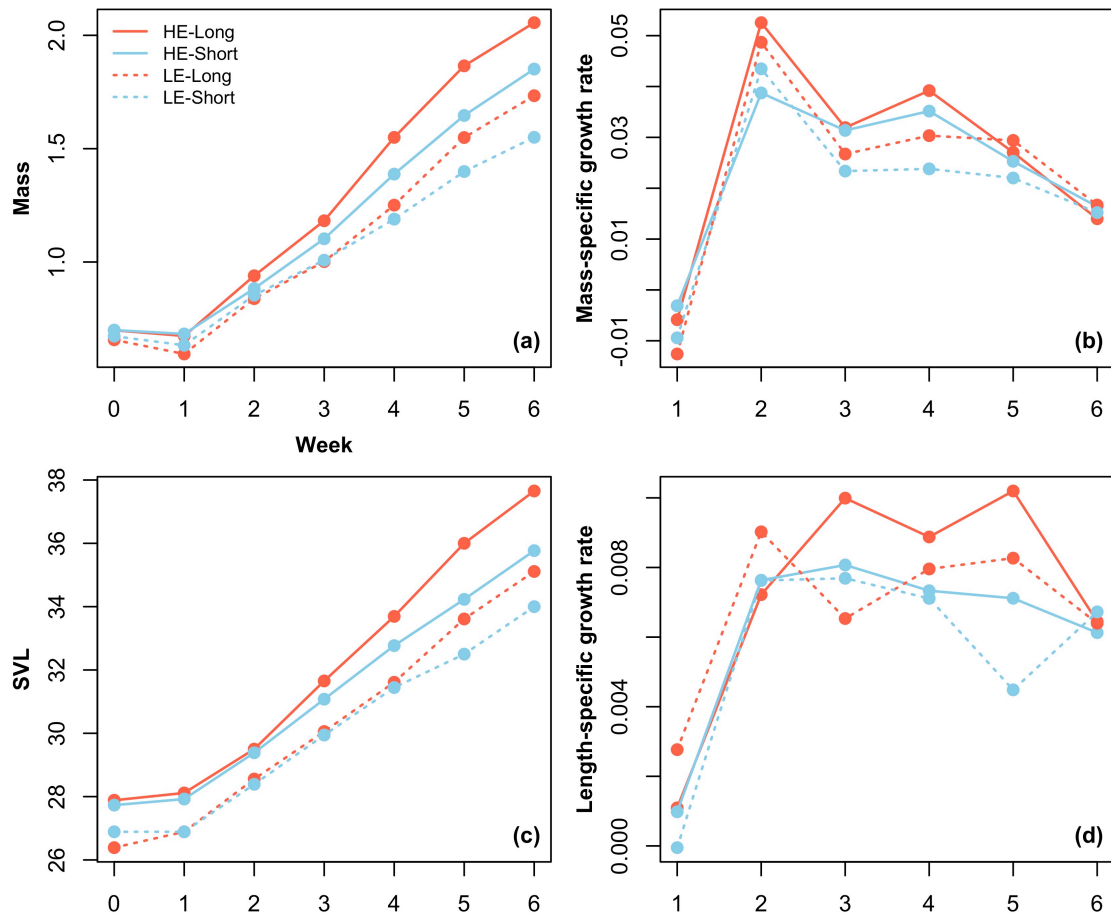 HE-Long
HE-Short
LE-Long
LE-Short
Mass
2.0
1.5
1.0
(a)
0 1 2 3 4 5 6
Week
Mass-specific growth rate
0.05
0.03
0.01
-0.01
(b)
1 2 3 4 5 6
SVL
38
36
34
32
30
28
26
(c)
0 1 2 3 4 5 6
Length-specific growth rate
0.008
0.004
0.000
(d)
1 2 3 4 5 6